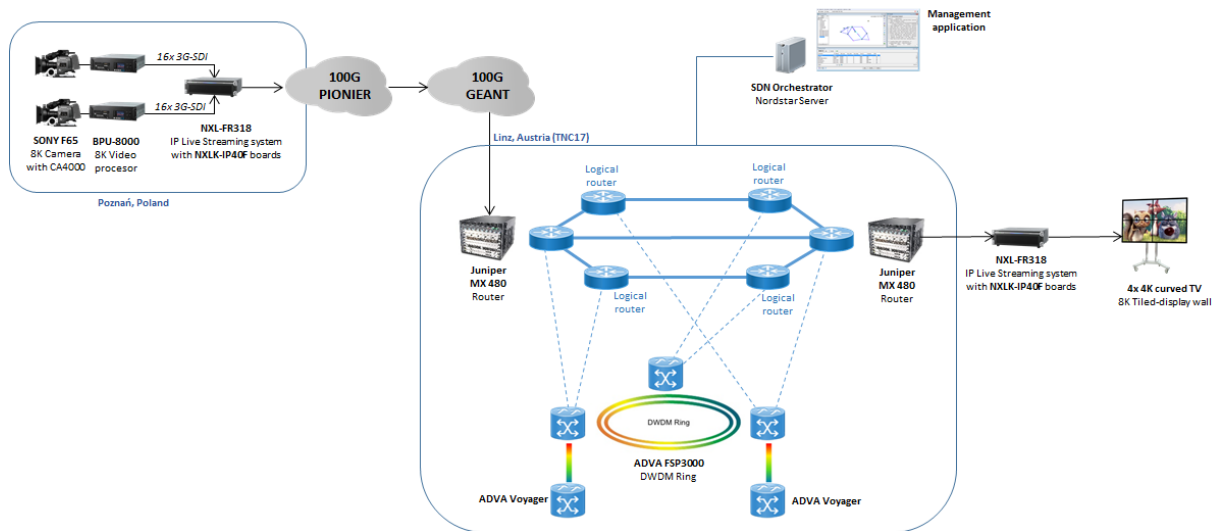 16x 3G-SDI
16x 3G-SDI
SONY F65
8K Camera
with CA4000
BPU-8000
8K Video
procesor
NXL-FR318
IP Live Streaming system
with NXLK-IP40F boards
Poznań, Poland
100G
PIONIER
100G
GEANT
Management
application
SDN Orchestrator
Nordstar Server
Linz, Austria (TNC17)
Logical
router
Logical
router
Juniper
MX 480
Router
Logical
router
Logical
router
Juniper
MX 480
Router
NXL-FR318
IP Live Streaming system
with NXLK-IP40F boards
4x 4K curved TV
8K Tiled-display wall
DWDM Ring
ADVA FSP3000
DWDM Ring
ADVA Voyager
ADVA Voyager